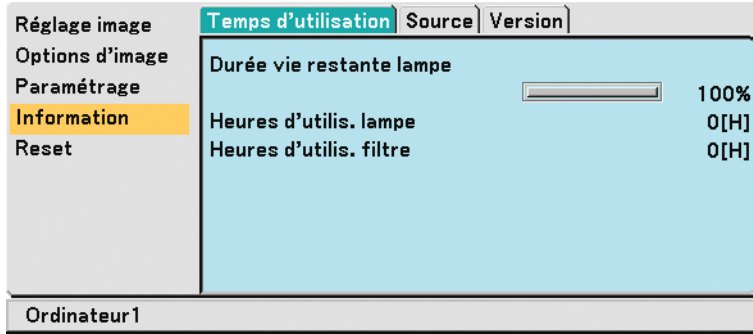 Réglage image
Options d'image
Paramétrage
Information
Reset
Temps d'utilisation Source Version
Durée vie restante lampe
100%
Heures d'utilis. lampe 0[H]
Heures d'utilis. filtre 0[H]
Ordinateur1